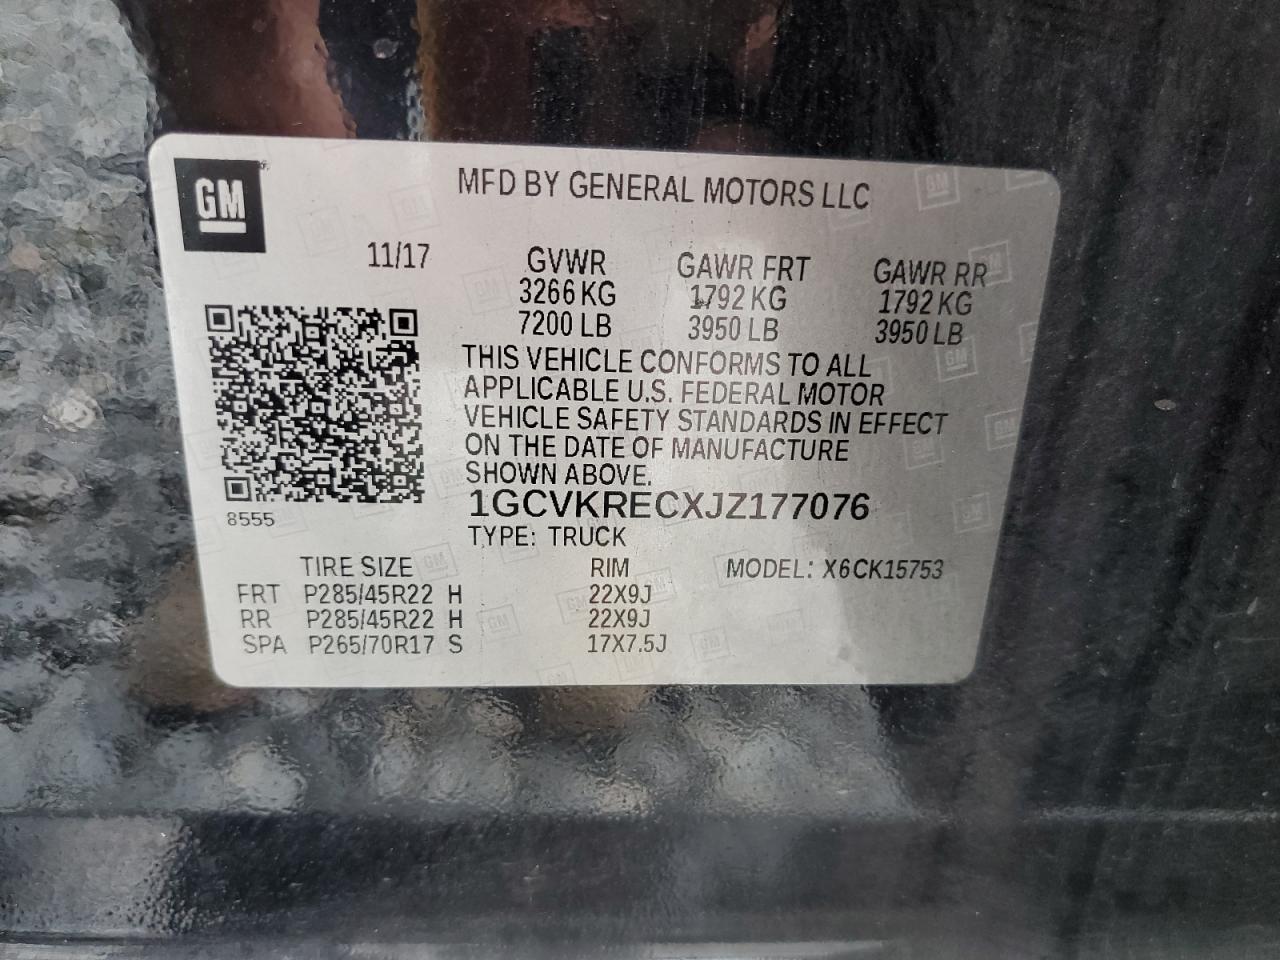 GM
MFD BY GENERAL MOTORS LLC
11/17
GVWR GAWR FRT GAWR RR
3266 KG 1792 KG 1792 KG
7200 LB 3950 LB 3950 LB
THIS VEHICLE CONFORMS TO ALL
APPLICABLE U.S. FEDERAL MOTOR
VEHICLE SAFETY STANDARDS IN EFFECT
ON THE DATE OF MANUFACTURE
SHOWN ABOVE.
1GCVKRECXJZ177076
8555
TYPE: TRUCK
TIRE SIZE RIM MODEL: X6CK15753
FRT P285/45R22 H 22X9J
RR P285/45R22 H 22X9J
SPA P265/70R17 S 17X7.5J